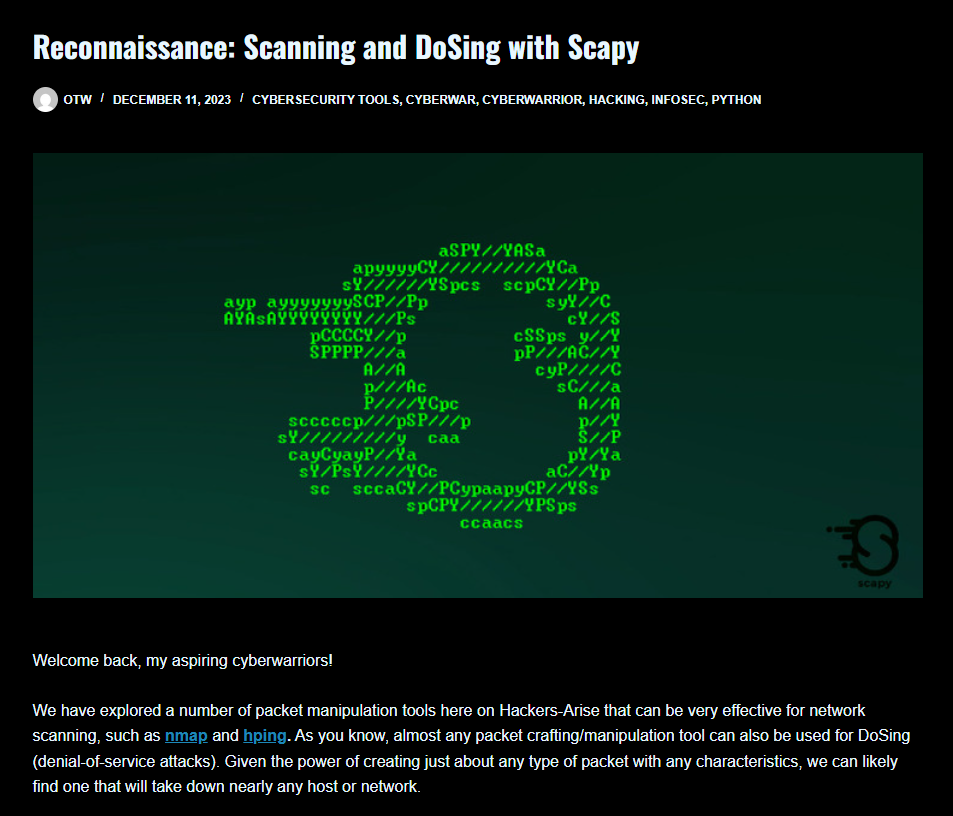 Reconnaissance: Scanning and DoSing with Scapy
OTW / DECEMBER 11, 2023 / CYBERSECURITY TOOLS, CYBERWAR, CYBERWARRIOR, HACKING, INFOSEC, PYTHON
aSPY//YASa
apyyyyCY//////////YCa
sY//////YSpcs  scpCY//Pp
ayp ayyyyyyySCP//Pp           syY//C
AYAsAYYYYYYYY///Ps              cY//S
pCCCCY//p          cSSps y//Y
SPPPP///a          pP///AC//Y
A//A            cyP////C
p///Ac            sC///a
P////YCpc           A//A
scccccp///pSP///p          p//Y
sY/////////y  caa           S//P
cayCyayP//Ya              pY/Ya
sY/PsY////YCc          aC//Yp
sc  sccaCY//PCypaapyCP//YSs
spCPY//////YPSps
ccaacs
scapy
Welcome back, my aspiring cyberwarriors!
We have explored a number of packet manipulation tools here on Hackers-Arise that can be very effective for network
scanning, such as nmap and hping. As you know, almost any packet crafting/manipulation tool can also be used for DoSing
(denial-of-service attacks). Given the power of creating just about any type of packet with any characteristics, we can likely
find one that will take down nearly any host or network.